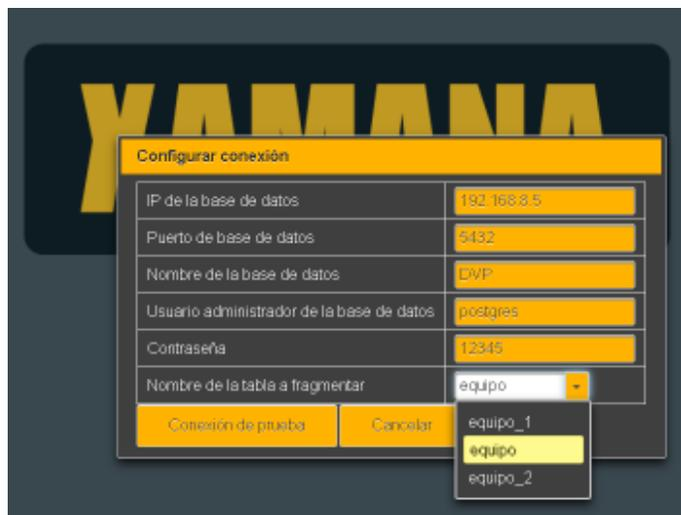 XAMANA
Configurar conexión
IP de la base de datos 192.168.8.5
Puerto de base de datos 5432
Nombre de la base de datos DVP
Usuario administrador de la base de datos postgres
Contraseña 12345
Nombre de la tabla a fragmentar equipo
Conexión de prueba Cancelar
equipo_1
equipo
equipo_2